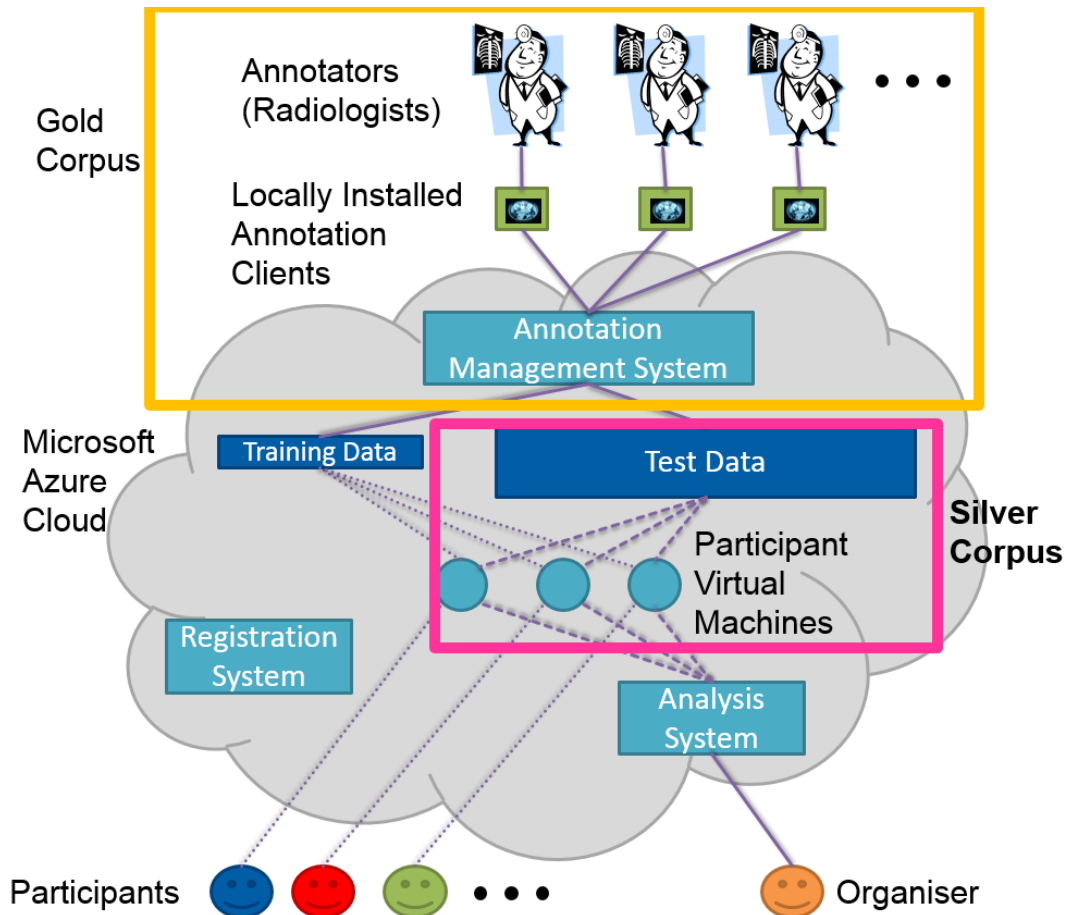 Annotators
(Radiologists)
Gold
Corpus
Locally Installed
Annotation
Clients
Annotation
Management System
Microsoft
Azure
Cloud
Training Data
Test Data
Silver
Corpus
Participant
Virtual
Machines
Registration
System
Analysis
System
Participants
Organiser